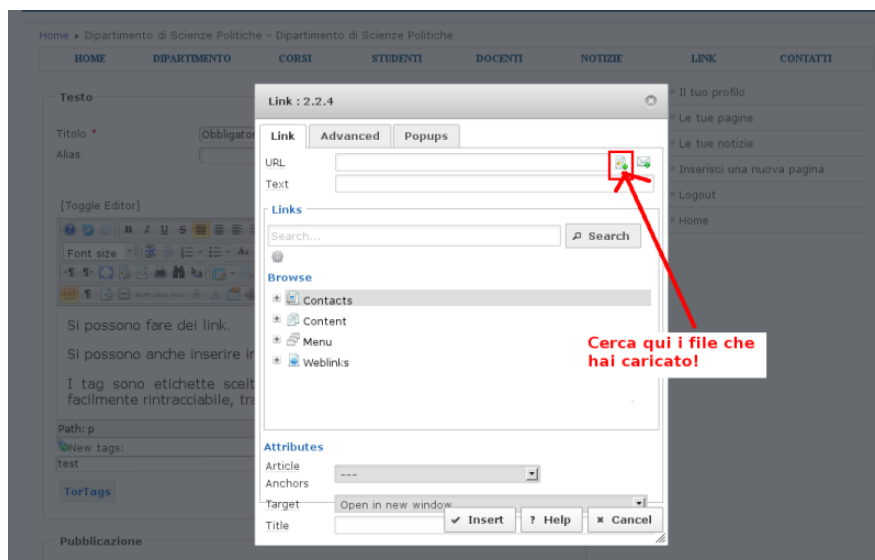 Home ▸ Dipartimento di Scienze Politiche - Dipartimento di Scienze Politiche
HOME DIPARTIMENTO CORSI STUDENTI DOCENTI NOTIZIE LINK CONTATTI
Testo
Titolo *
Obbligator
Alias
[Toggle Editor]
B I U S
Font size
Si possono fare dei link.
Si possono anche inserire in
I tag sono etichette scelt
facilmente rintracciabile, tra
Path: p
New tags:
test
TorTags
Pubblicazione
Link : 2.2.4
Link Advanced Popups
URL
Text
Links
Search...
Search
Browse
Contacts
Content
Menu
Weblinks
Attributes
Article
Anchors
---
Target
Open in new window
Title
Insert ? Help × Cancel
Il tuo profilo
Le tue pagine
Le tue notizie
Inserisci una nuova pagina
Logout
Home
Cerca qui i file che
hai caricato!